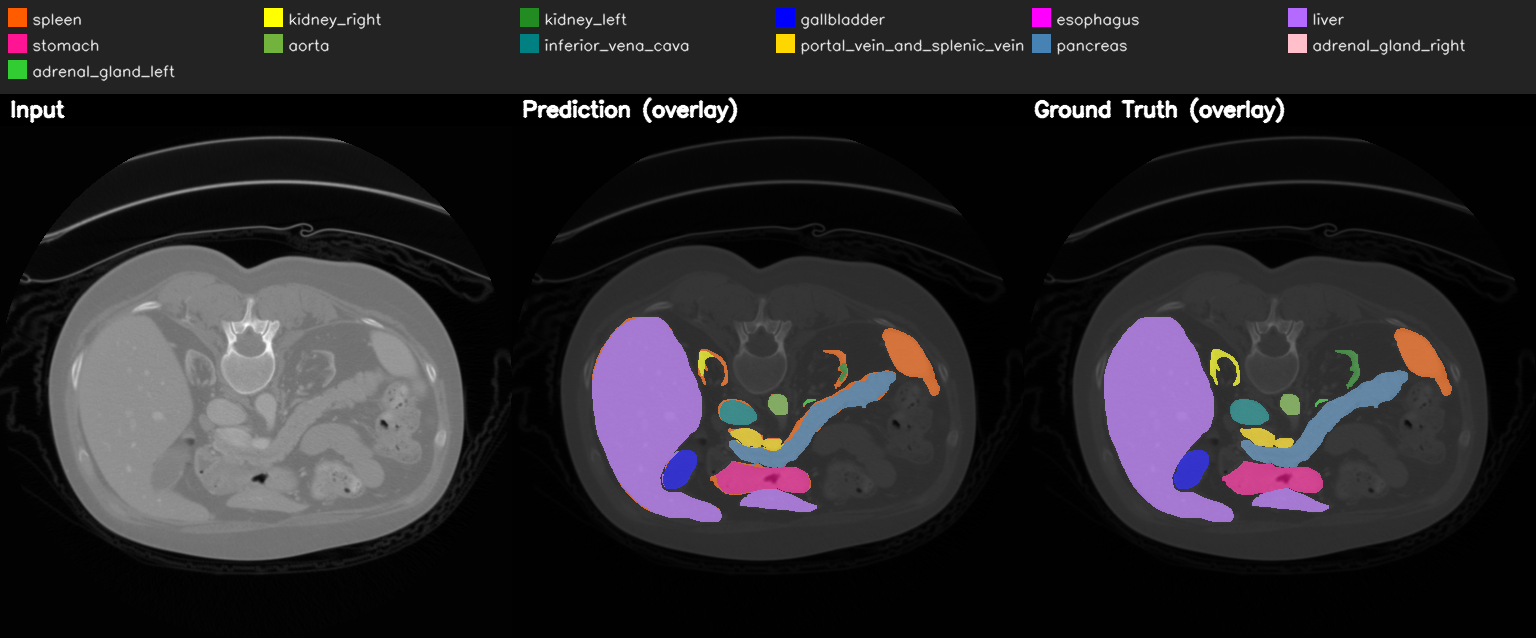 spleen kidney_right kidney_left gallbladder esophagus liver
stomach aorta inferior_vena_cava portal_vein_and_splenic_vein pancreas adrenal_gland_right
adrenal_gland_left
Input Prediction (overlay) Ground Truth (overlay)